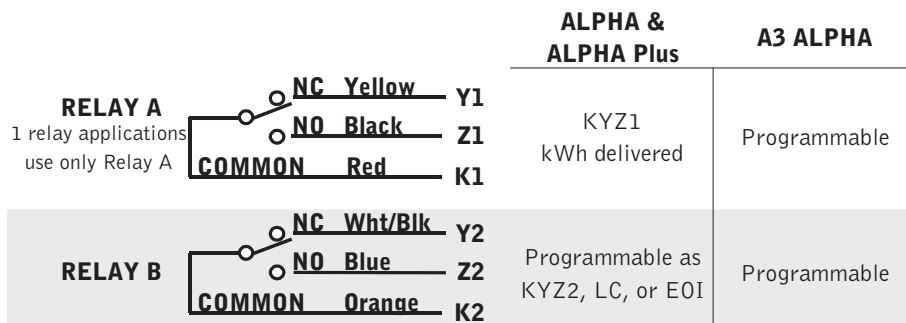 ALPHA &
ALPHA Plus
A3 ALPHA
RELAY A
1 relay applications
use only Relay A
NC Yellow Y1
NO Black Z1
COMMON Red K1
KYZ1
kWh delivered
Programmable
RELAY B
NC Wht/Blk Y2
NO Blue Z2
COMMON Orange K2
Programmable as
KYZ2, LC, or EOI
Programmable